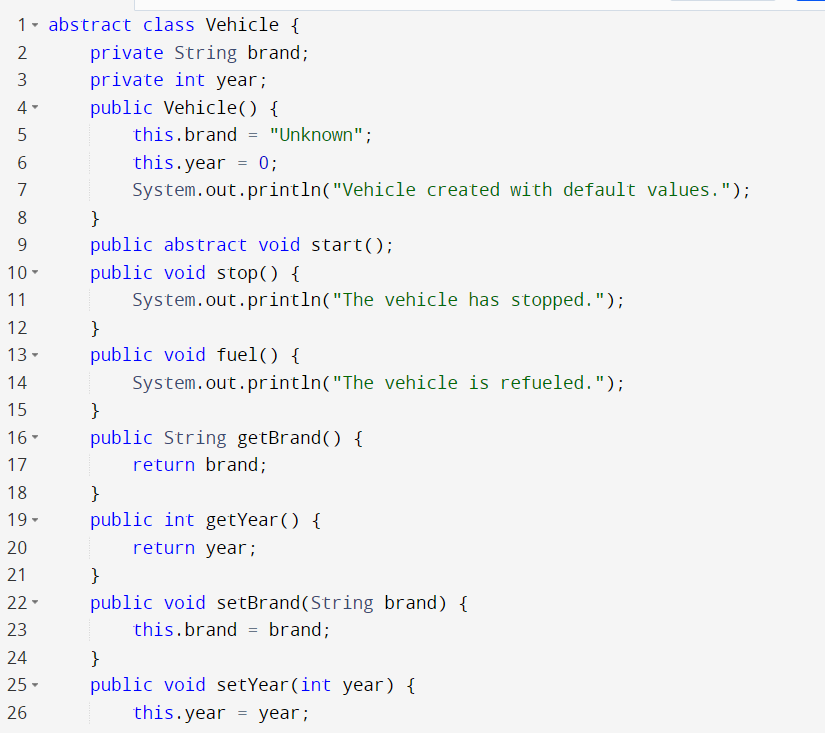 1 abstract class Vehicle {
2     private String brand;
3     private int year;
4     public Vehicle() {
5         this.brand = "Unknown";
6         this.year = 0;
7         System.out.println("Vehicle created with default values.");
8     }
9     public abstract void start();
10     public void stop() {
11         System.out.println("The vehicle has stopped.");
12     }
13     public void fuel() {
14         System.out.println("The vehicle is refueled.");
15     }
16     public String getBrand() {
17         return brand;
18     }
19     public int getYear() {
20         return year;
21     }
22     public void setBrand(String brand) {
23         this.brand = brand;
24     }
25     public void setYear(int year) {
26         this.year = year;